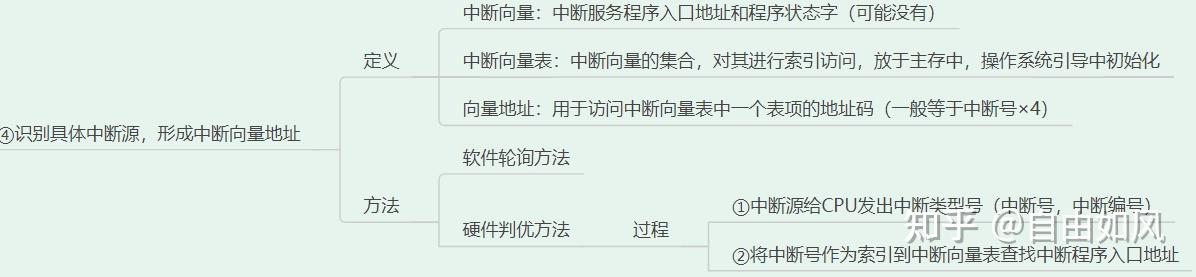 中断向量：中断服务程序入口地址和程序状态字（可能没有）
定义
中断向量表：中断向量的集合，对其进行索引访问，放于主存中，操作系统引导中初始化
向量地址：用于访问中断向量表中一个表项的地址码（一般等于中断号×4）
④识别具体中断源，形成中断向量地址
软件轮询方法
方法
①中断源给CPU发出中断类型号（中断号，中断编号）
硬件判优方法
过程
②将中断号作为索引到中断向量表查找中断程序入口地址
知乎 @自由如风